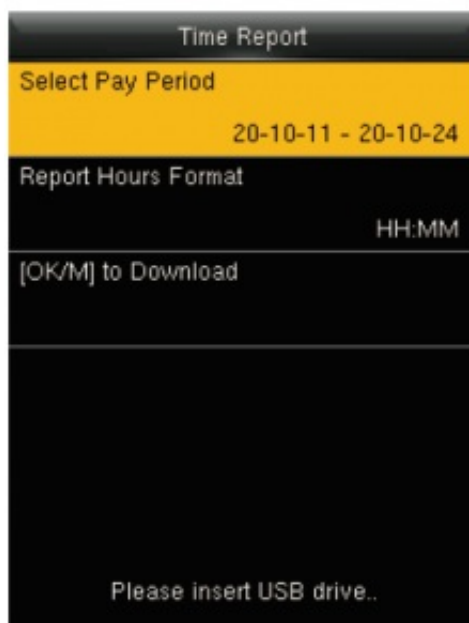 Time Report
Select Pay Period
20-10-11 - 20-10-24
Report Hours Format
HH:MM
[OK/M] to Download
Please insert USB drive..